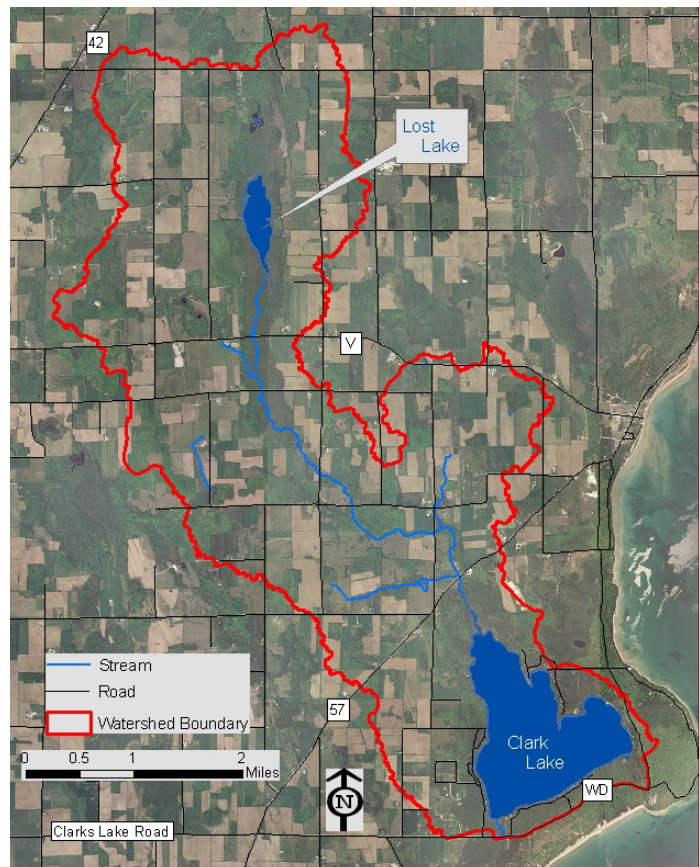 42
Lost
Lake
V
Stream
Road
57
Watershed Boundary
0 0.5 1 2
Miles
Clark
Lake
WD
N
Clarks Lake Road